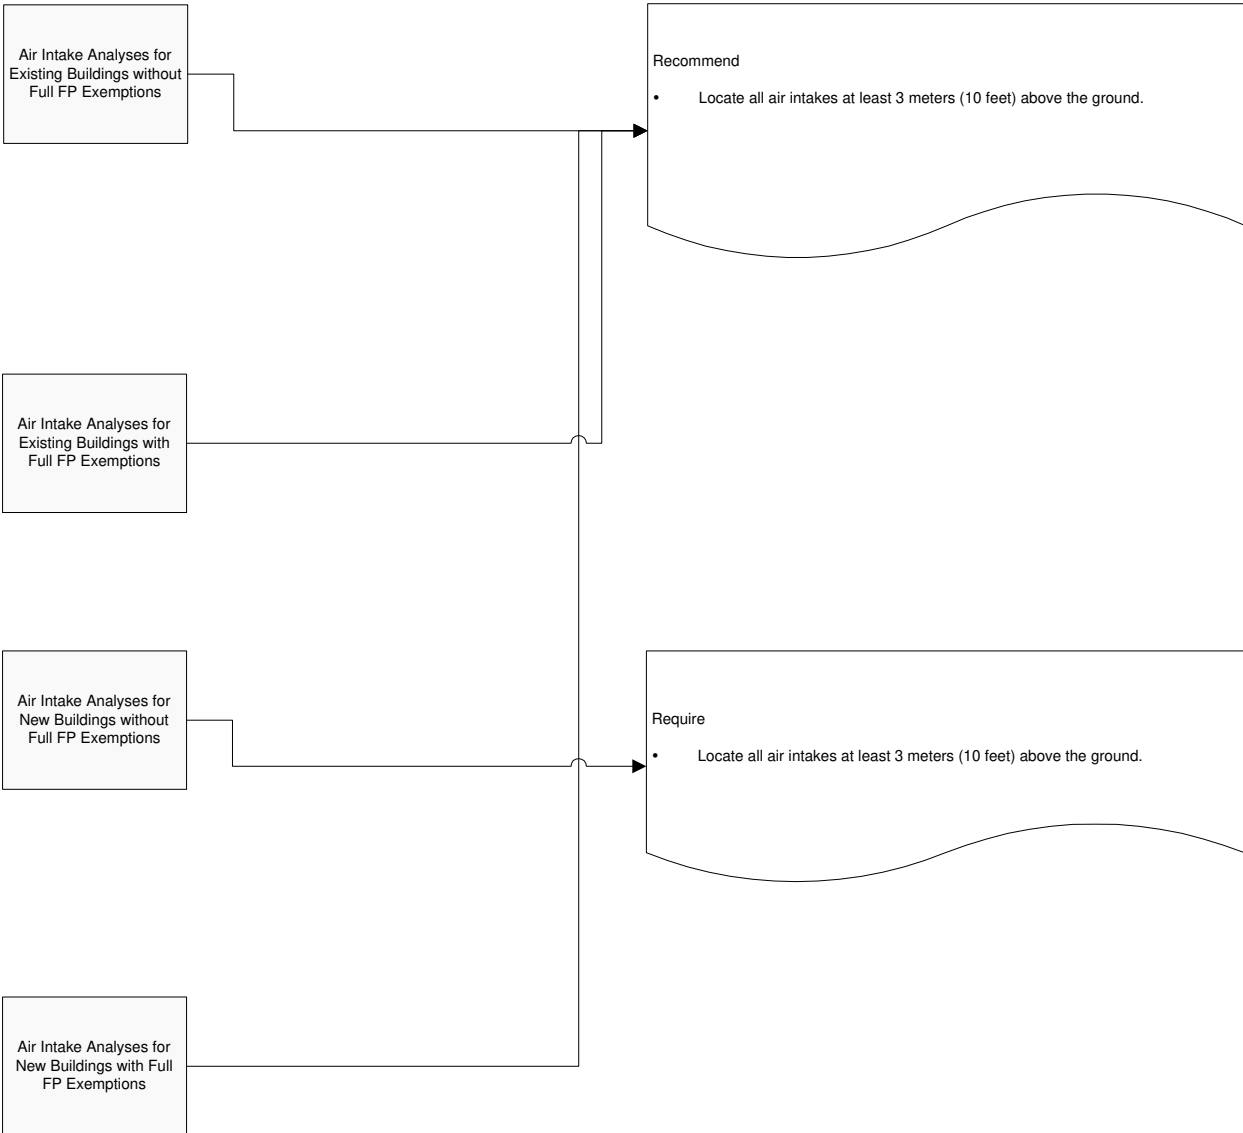 Air Intake Analyses for
Existing Buildings without
Full FP Exemptions
Recommend
• Locate all air intakes at least 3 meters (10 feet) above the ground.
Air Intake Analyses for
Existing Buildings with
Full FP Exemptions
Air Intake Analyses for
New Buildings without
Full FP Exemptions
Require
• Locate all air intakes at least 3 meters (10 feet) above the ground.
Air Intake Analyses for
New Buildings with Full
FP Exemptions